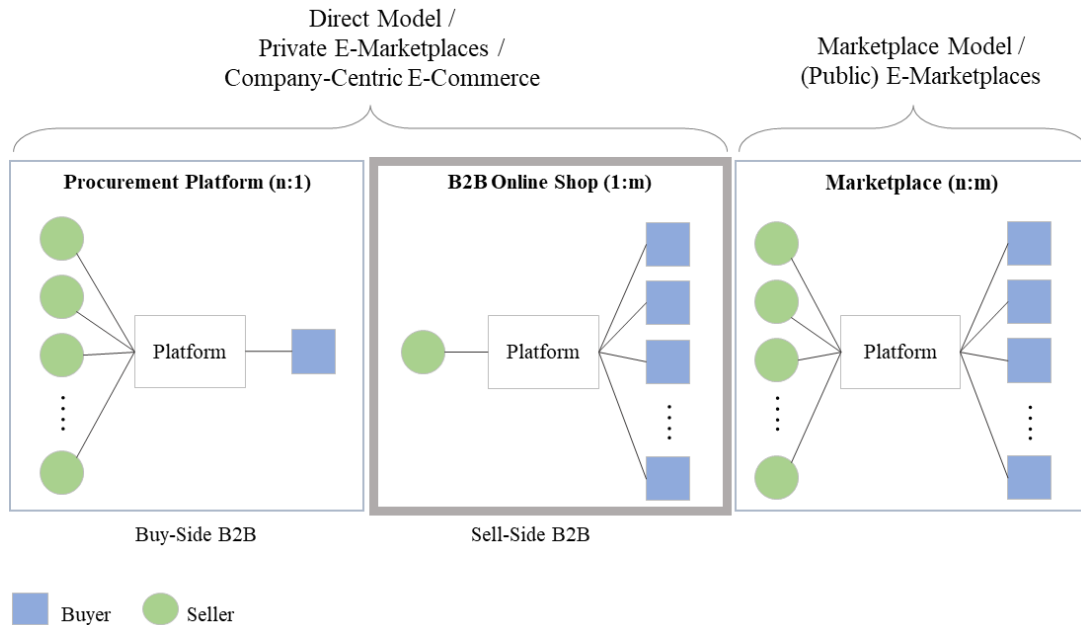 Direct Model /
Private E-Marketplaces /
Company-Centric E-Commerce
Marketplace Model /
(Public) E-Marketplaces
Procurement Platform (n:1)
B2B Online Shop (1:m)
Marketplace (n:m)
Platform
Platform
Platform
Buy-Side B2B
Sell-Side B2B
Buyer
Seller